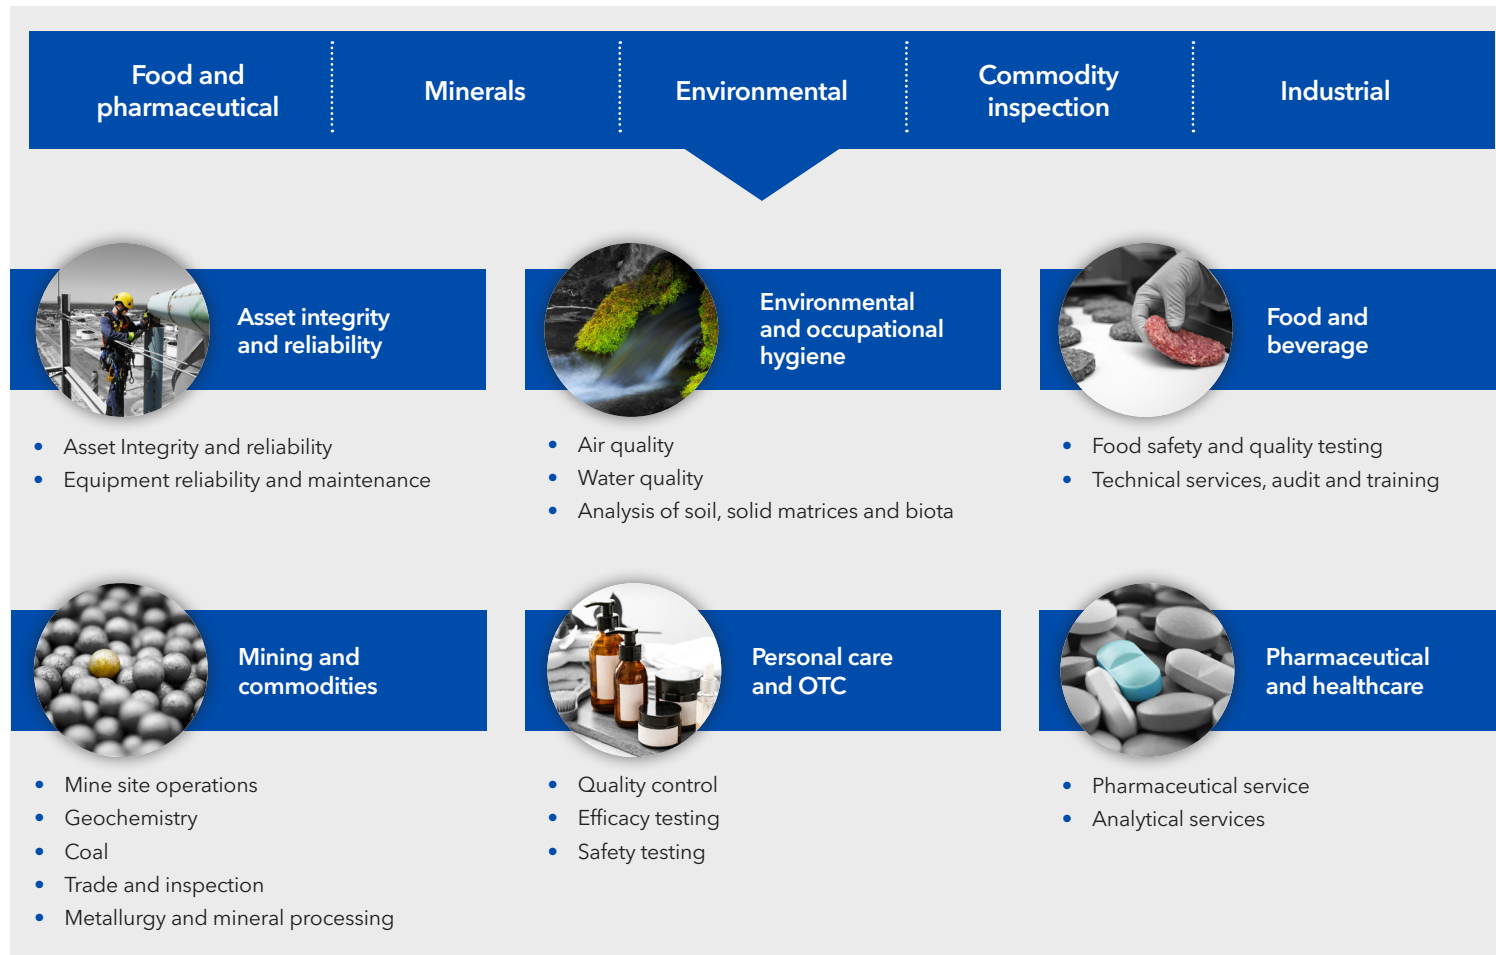 Food and
pharmaceutical
Minerals
Environmental
Commodity
inspection
Industrial
Asset integrity
and reliability
• Asset Integrity and reliability
• Equipment reliability and maintenance
Environmental
and occupational
hygiene
• Air quality
• Water quality
• Analysis of soil, solid matrices and biota
Food and
beverage
• Food safety and quality testing
• Technical services, audit and training
Mining and
commodities
• Mine site operations
• Geochemistry
• Coal
• Trade and inspection
• Metallurgy and mineral processing
Personal care
and OTC
• Quality control
• Efficacy testing
• Safety testing
Pharmaceutical
and healthcare
• Pharmaceutical service
• Analytical services